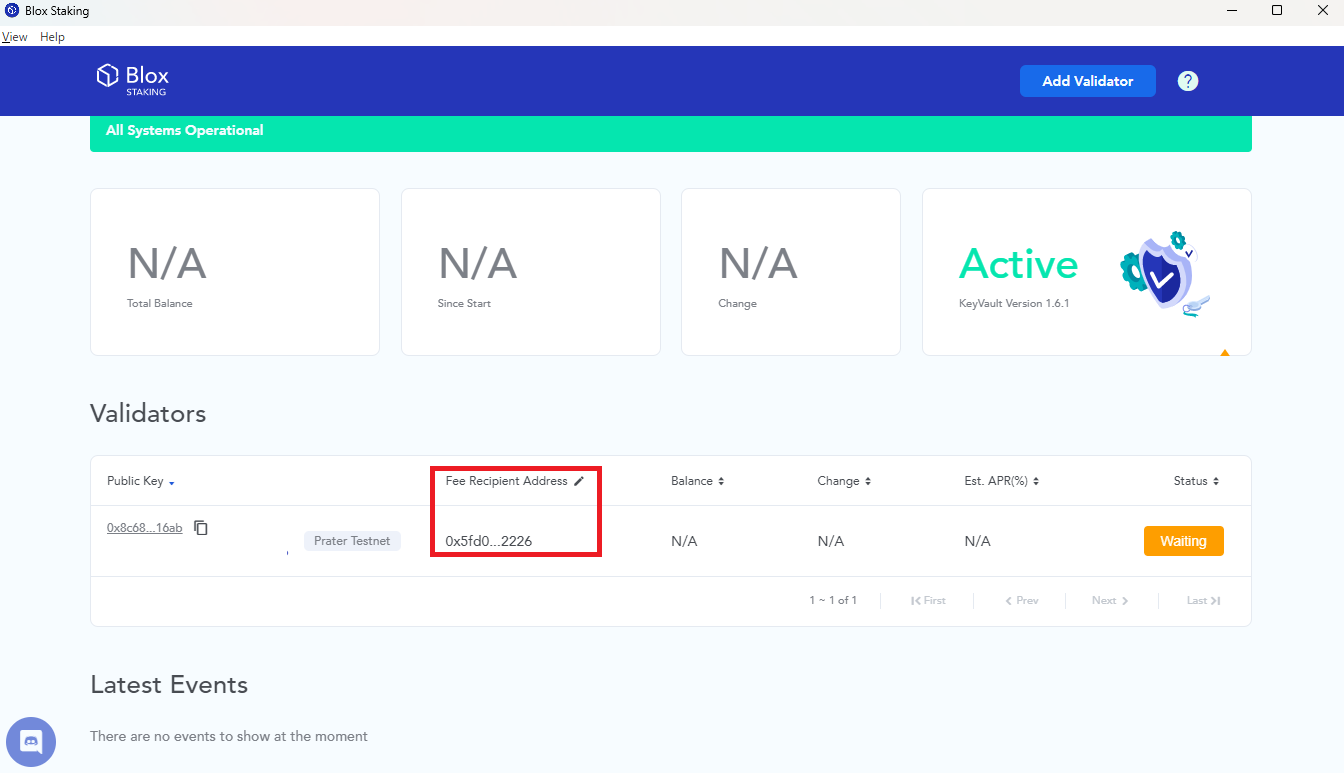 Blox Staking
View Help
Blox
STAKING
Add Validator
?
All Systems Operational
N/A
Total Balance
N/A
Since Start
N/A
Change
Active
KeyVault Version 1.6.1
Validators
Public Key Fee Recipient Address Balance Change Est. APR(%) Status
0x8c68...16ab Prater Testnet 0x5fd0...2226 N/A N/A N/A Waiting
1 ~ 1 of 1 First Prev Next Last
Latest Events
There are no events to show at the moment